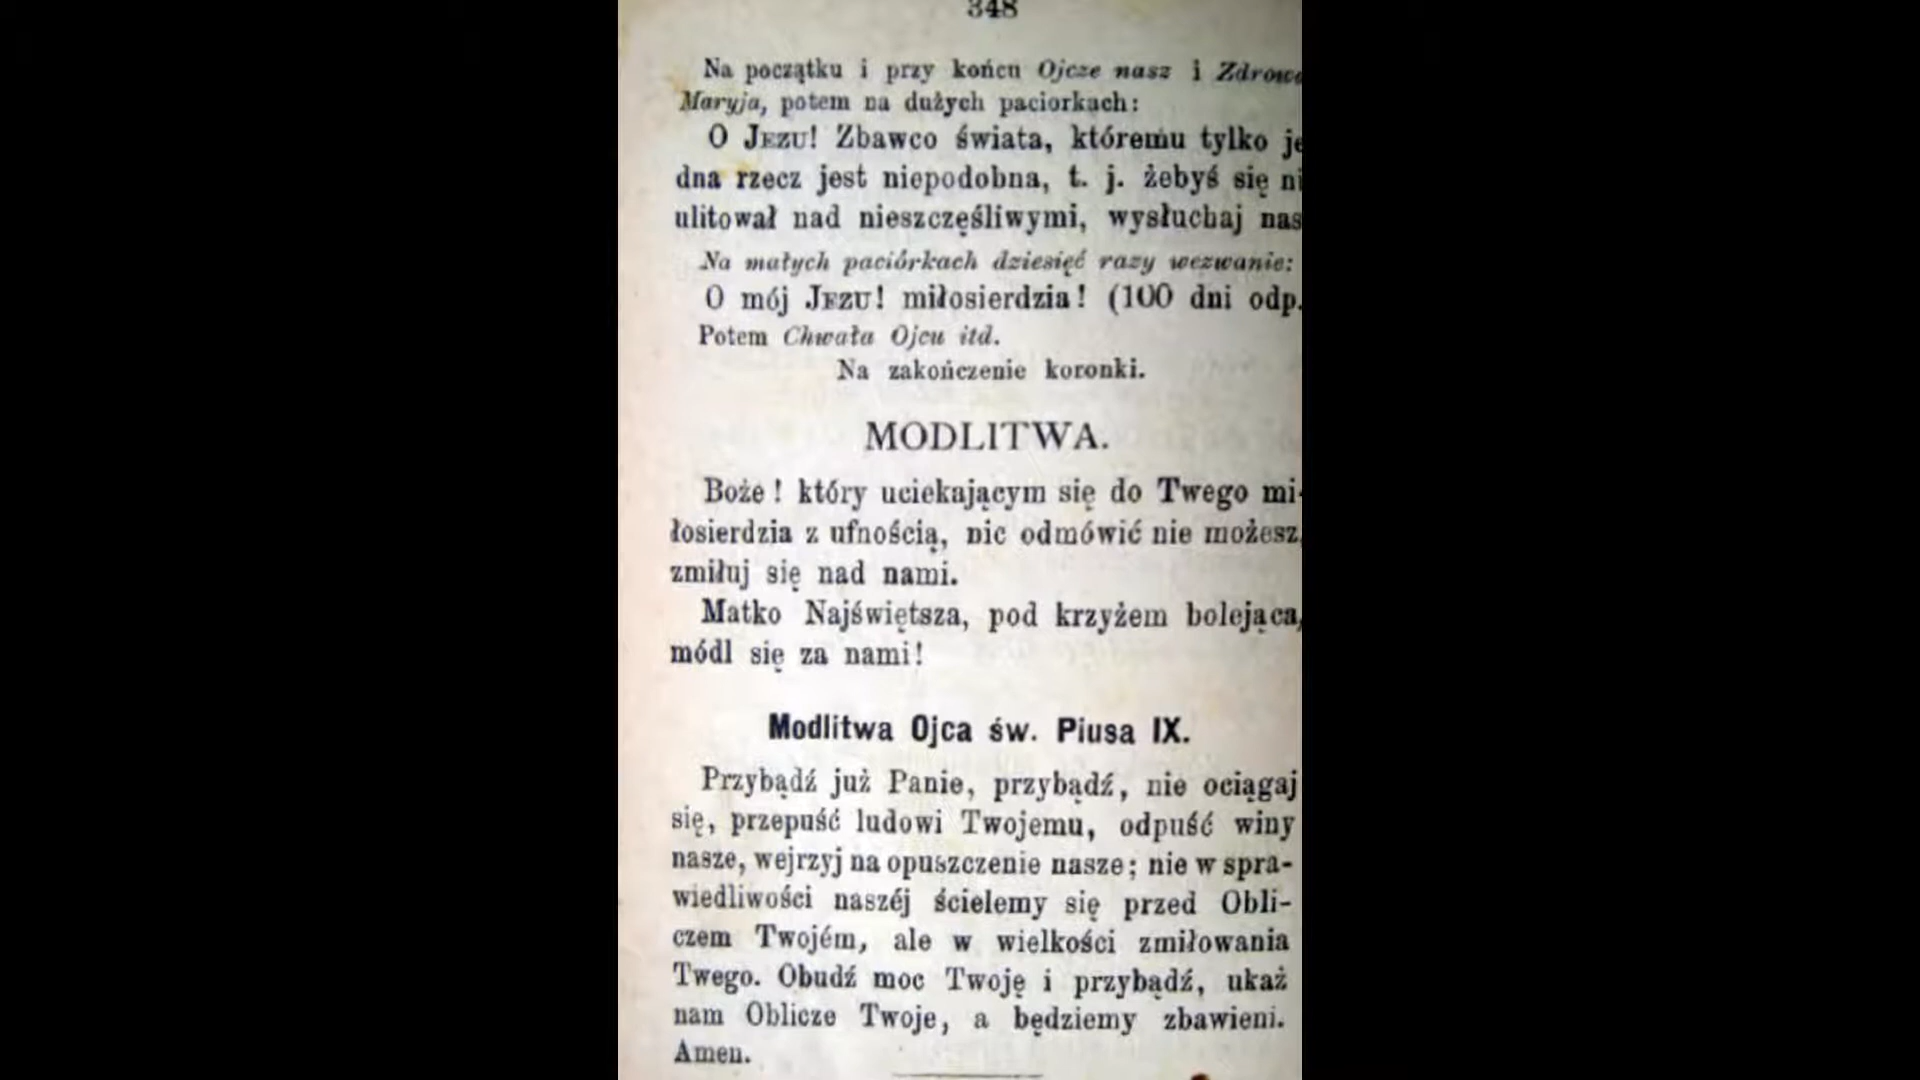 348
Na początku i przy końcu Ojcze nasz i Zdrowa
Maryja, potem na dużych paciorkach:
O JEZU! Zbawco świata, któremu tylko je
dna rzecz jest niepodobna, t. j. żebyś się ni
ulitował nad nieszczęśliwymi, wysłuchaj nas
Na małych paciórkach dziesięć razy wezwanie:
O mój JEZU! miłosierdzia! (100 dni odp.
Potem Chwała Ojcu itd.
Na zakończenie koronki.
MODLITWA.
Boże! który uciekającym się do Twego mi-
łosierdzia z ufnością, nic odmówić nie możesz,
zmiłuj się nad nami.
Matko Najświętsza, pod krzyżem bolejąca,
módl się za nami!
Modlitwa Ojca św. Piusa IX.
Przybądź już Panie, przybądź, nie ociągaj
się, przepuść ludowi Twojemu, odpuść winy
nasze, wejrzyj na opuszczenie nasze; nie w spra-
wiedliwości naszéj ścielemy się przed Obli-
czem Twojém, ale w wielkości zmiłowania
Twego. Obudź moc Twoję i przybądź, ukaż
nam Oblicze Twoje, a będziemy zbawieni.
Amen.